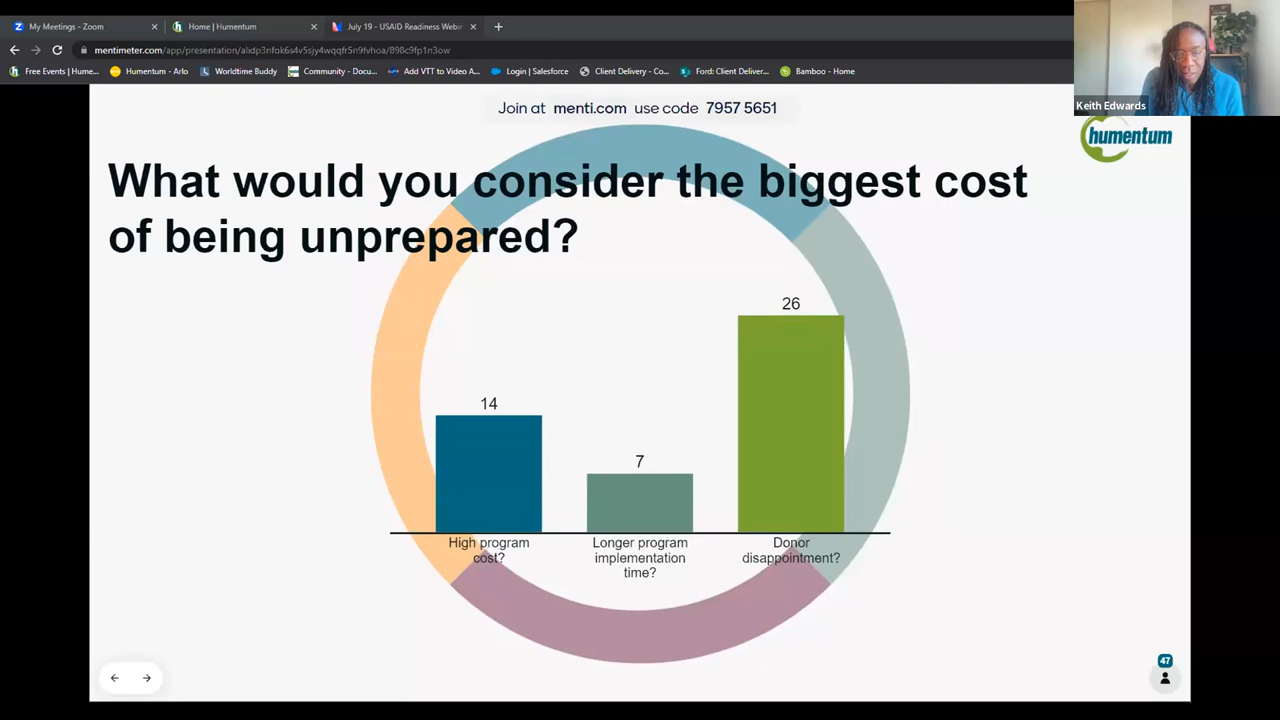 My Meetings - Zoom
Home | Humentum
July 19 - USAID Readiness Webin
mentimeter.com/app/presentation/alidp3nfok6s4v5sjy4wqqfr5n9fvhoa/898c9fp1n3ow
Free Events | Hume...
Humentum - Arlo
Worldtime Buddy
Community - Docu...
Add VTT to Video A...
Login | Salesforce
Client Delivery - Co...
Ford: Client Deliver...
Bamboo - Home
Keith Edwards
Join at menti.com use code 7957 5651
humentum
What would you consider the biggest cost
of being unprepared?
26
14
7
High program
cost?
Longer program
implementation
time?
Donor
disappointment?
47